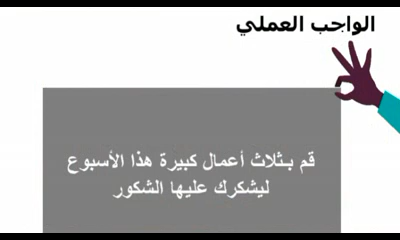 الواجب العملي
قم بثلاث أعمال كبيرة هذا الأسبوع
ليشكرك عليها الشكور